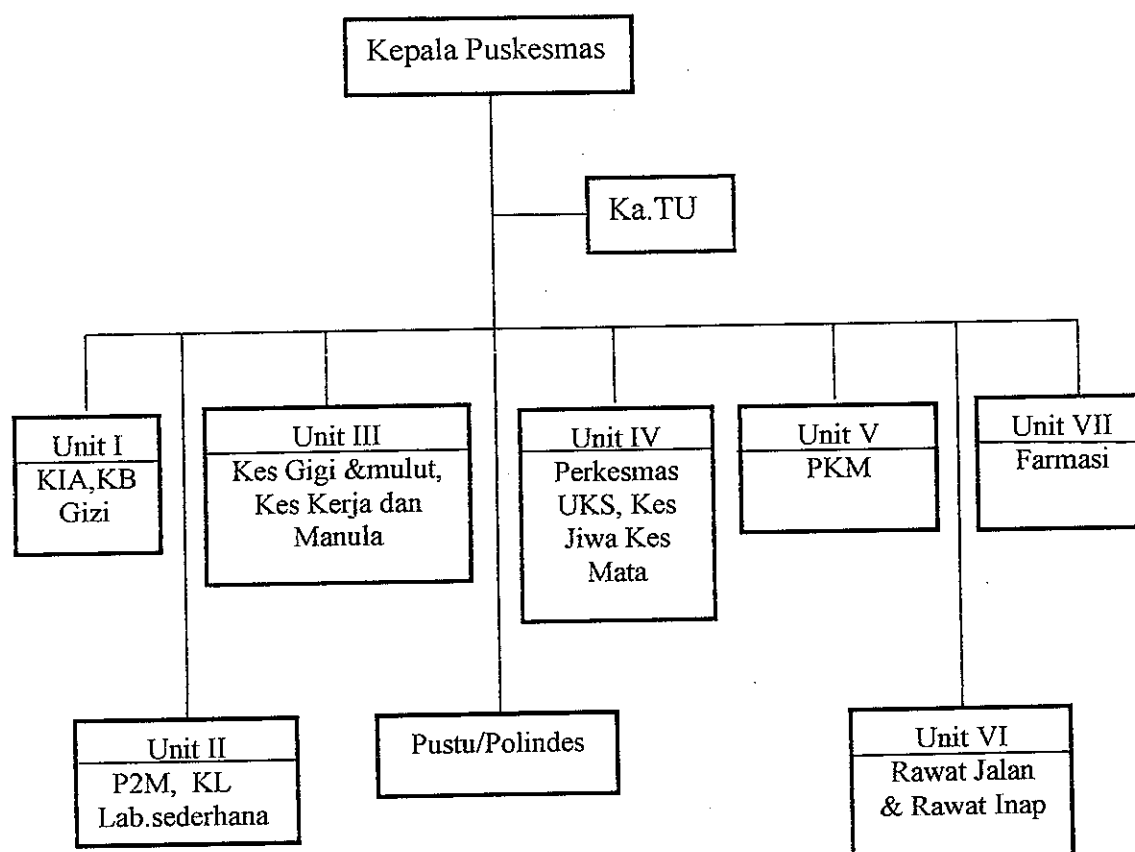 Kepala Puskesmas
Ka.TU
Unit I
KIA,KB
Gizi
Unit III
Kes Gigi &mulut,
Kes Kerja dan
Manula
Unit IV
Perkesmas
UKS, Kes
Jiwa Kes
Mata
Unit V
PKM
Unit VII
Farmasi
Unit II
P2M, KL
Lab.sederhana
Pustu/Polindes
Unit VI
Rawat Jalan
& Rawat Inap